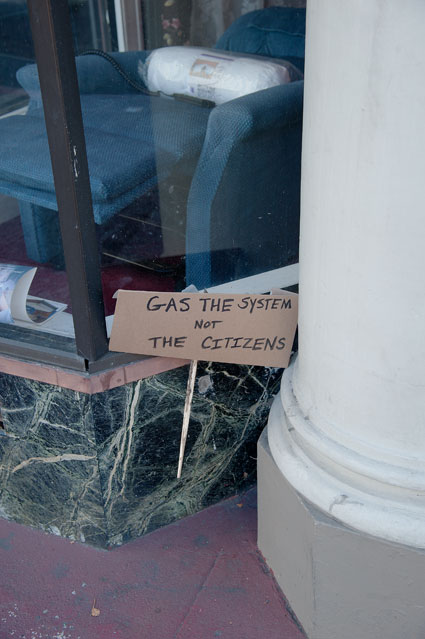 GAS THE SYSTEM
NOT
THE CITIZENS